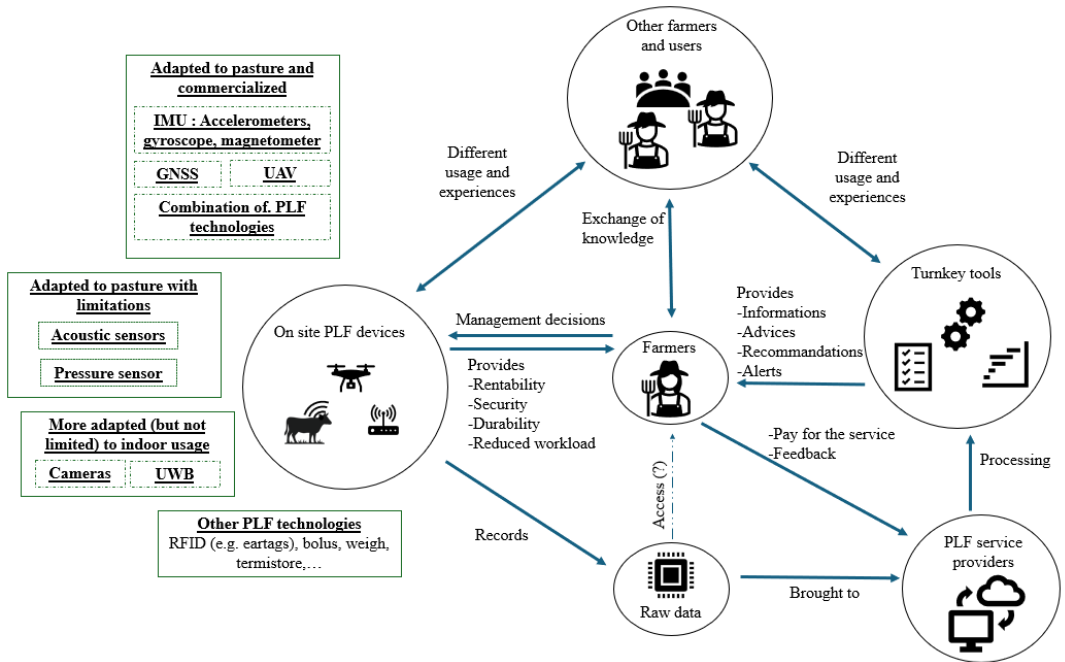 Other farmers
and users
Adapted to pasture and
commercialized
IMU : Accelerometers,
gyroscope, magnetometer
GNSS
UAV
Combination of. PLF
technologies
Different
usage and
experiences
Different
usage and
experiences
Exchange of
knowledge
Adapted to pasture with
limitations
Acoustic sensors
Pressure sensor
On site PLF devices
Management decisions
Provides
-Rentability
-Security
-Durability
-Reduced workload
Farmers
Provides
-Informations
-Advices
-Recommandations
-Alerts
Turnkey tools
More adapted (but not
limited) to indoor usage
Cameras
UWB
-Pay for the service
-Feedback
Processing
Access (?)
Other PLF technologies
RFID (e.g. eartags), bolus, weigh,
termistore,…
Records
Raw data
Brought to
PLF service
providers